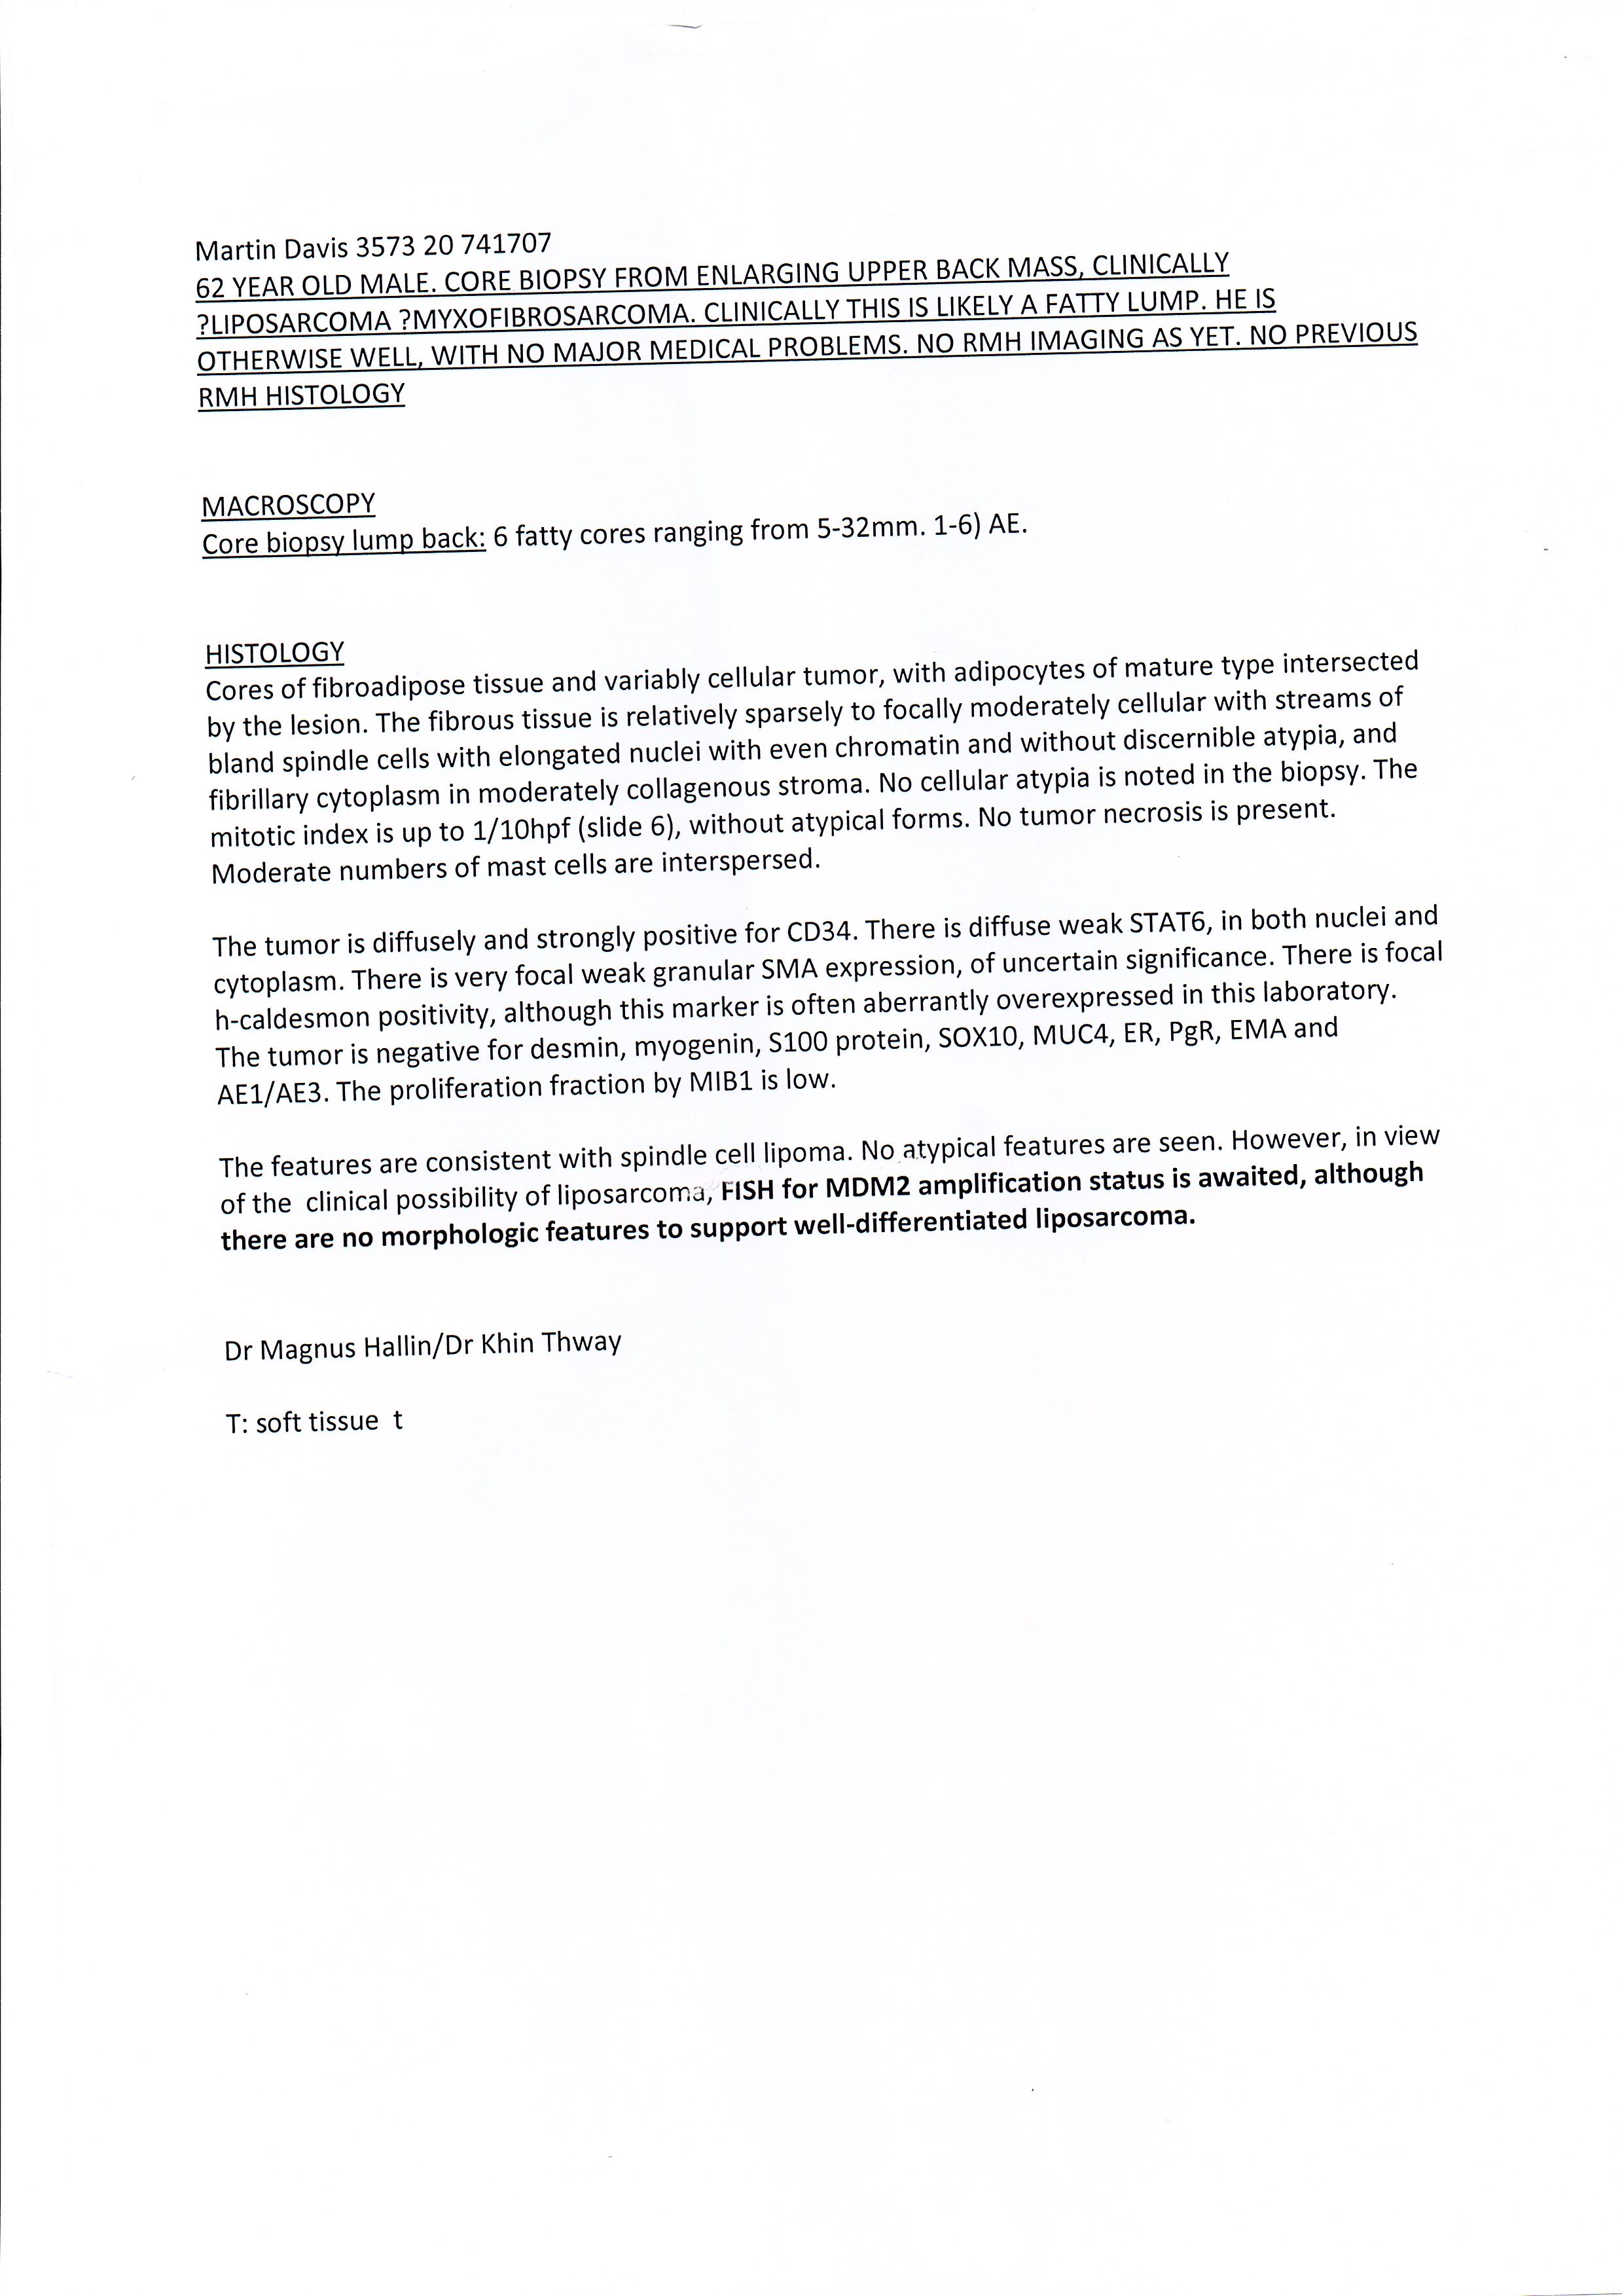 Martin Davis 3573 20 741707
62 YEAR OLD MALE. CORE BIOPSY FROM ENLARGING UPPER BACK MASS, CLINICALLY
?LIPOSARCOMA ?MYXOFIBROSARCOMA. CLINICALLY THIS IS LIKELY A FATTY LUMP. HE IS
OTHERWISE WELL, WITH NO MAJOR MEDICAL PROBLEMS. NO RMH IMAGING AS YET. NO PREVIOUS
RMH HISTOLOGY
MACROSCOPY
Core biopsy lump back: 6 fatty cores ranging from 5-32mm. 1-6) AE.
HISTOLOGY
Cores of fibroadipose tissue and variably cellular tumor, with adipocytes of mature type intersected
by the lesion. The fibrous tissue is relatively sparsely to focally moderately cellular with streams of
bland spindle cells with elongated nuclei with even chromatin and without discernible atypia, and
fibrillary cytoplasm in moderately collagenous stroma. No cellular atypia is noted in the biopsy. The
mitotic index is up to 1/10hpf (slide 6), without atypical forms. No tumor necrosis is present.
Moderate numbers of mast cells are interspersed.
The tumor is diffusely and strongly positive for CD34. There is diffuse weak STAT6, in both nuclei and
cytoplasm. There is very focal weak granular SMA expression, of uncertain significance. There is focal
h-caldesmon positivity, although this marker is often aberrantly overexpressed in this laboratory.
The tumor is negative for desmin, myogenin, S100 protein, SOX10, MUC4, ER, PgR, EMA and
AE1/AE3. The proliferation fraction by MIB1 is low.
The features are consistent with spindle cell lipoma. No atypical features are seen. However, in view
of the  clinical possibility of liposarcoma, FISH for MDM2 amplification status is awaited, although
there are no morphologic features to support well-differentiated liposarcoma.
Dr Magnus Hallin/Dr Khin Thway
T: soft tissue  t